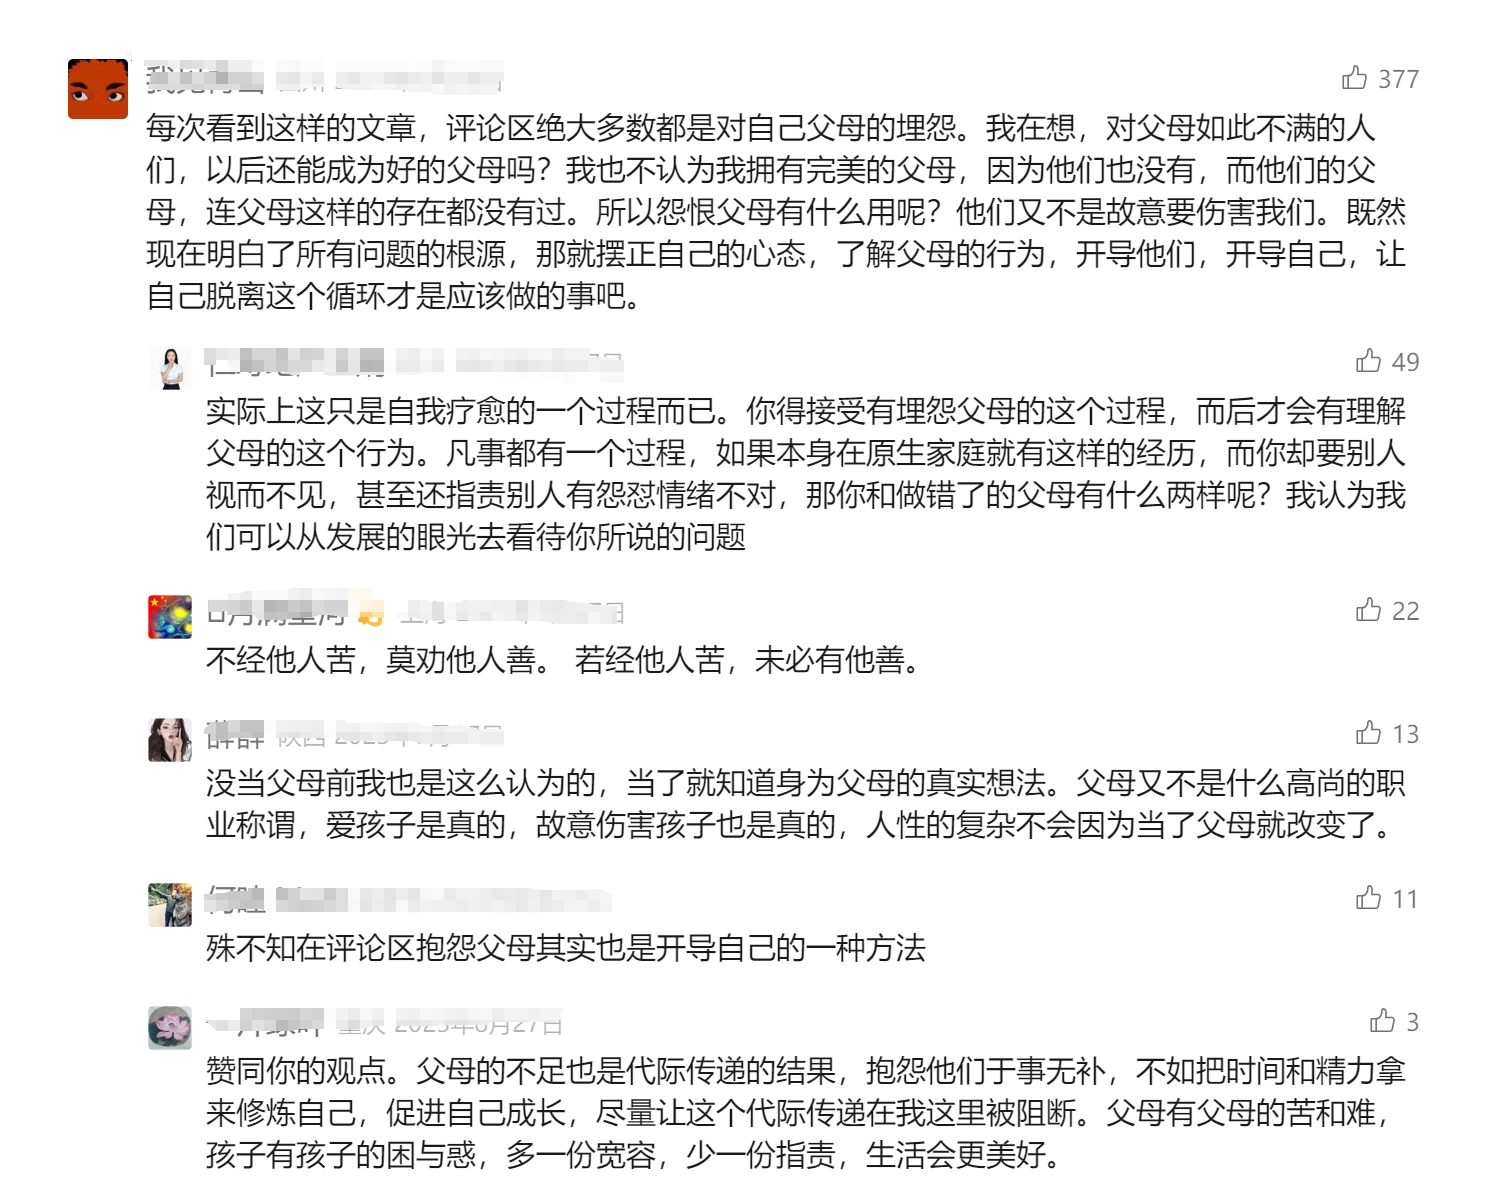 377
每次看到这样的文章，评论区绝大多数都是对自己父母的埋怨。我在想，对父母如此不满的人
们，以后还能成为好的父母吗？我也不认为我拥有完美的父母，因为他们也没有，而他们的父
母，连父母这样的存在都没有过。所以怨恨父母有什么用呢？他们又不是故意要伤害我们。既然
现在明白了所有问题的根源，那就摆正自己的心态，了解父母的行为，开导他们，开导自己，让
自己脱离这个循环才是应该做的事吧。
49
实际上这只是自我疗愈的一个过程而已。你得接受有埋怨父母的这个过程，而后才会有理解
父母的这个行为。凡事都有一个过程，如果本身在原生家庭就有这样的经历，而你却要别人
视而不见，甚至还指责别人有怨怼情绪不对，那你和做错了的父母有什么两样呢？我认为我
们可以从发展的眼光去看待你所说的问题
22
不经他人苦，莫劝他人善。 若经他人苦，未必有他善。
陕西 2023年 13
没当父母前我也是这么认为的，当了就知道身为父母的真实想法。父母又不是什么高尚的职
业称谓，爱孩子是真的，故意伤害孩子也是真的，人性的复杂不会因为当了父母就改变了。
11
殊不知在评论区抱怨父母其实也是开导自己的一种方法
重庆 2023年8月27日 3
赞同你的观点。父母的不足也是代际传递的结果，抱怨他们于事无补，不如把时间和精力拿
来修炼自己，促进自己成长，尽量让这个代际传递在我这里被阻断。父母有父母的苦和难，
孩子有孩子的困与惑，多一份宽容，少一份指责，生活会更美好。